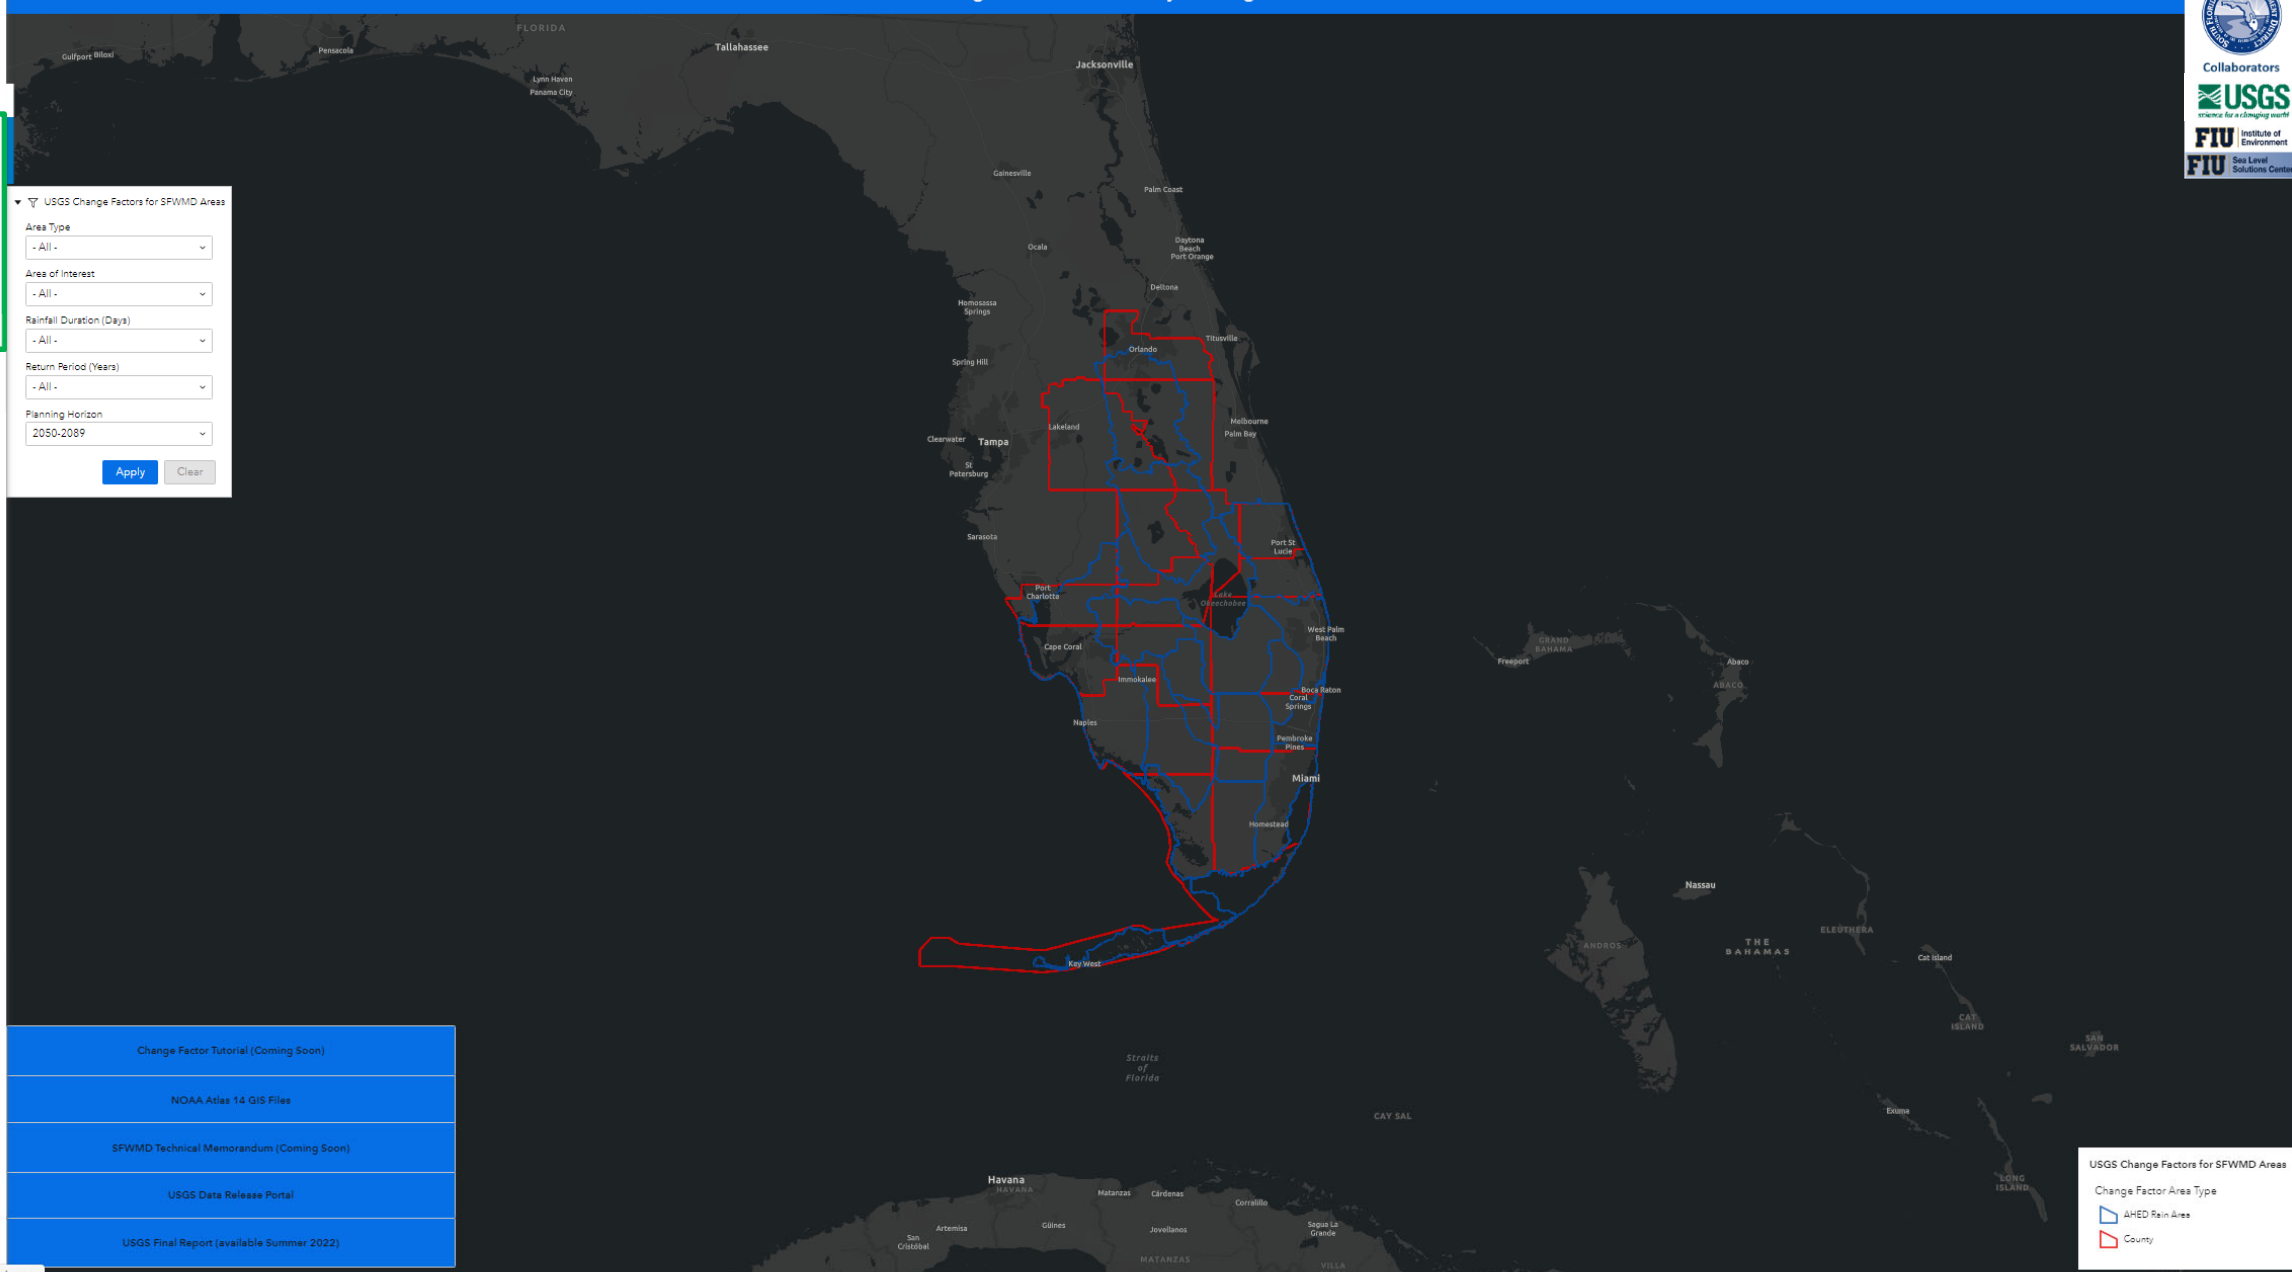 Collaborators
USGS
science for a changing world
FIU Institute of
Environment
FIU Sea Level
Solutions Center
USGS Change Factors for SFWMD Areas
Area Type
- All -
Area of Interest
- All -
Rainfall Duration (Days)
- All -
Return Period (Years)
- All -
Planning Horizon
2050-2089
Apply
Clear
FLORIDA
Gulfport
Biloxi
Pensacola
Tallahassee
Lynn Haven
Panama City
Jacksonville
Gainesville
Palm Coast
Ocala
Daytona
Beach
Port Orange
Deltona
Homosassa
Springs
Titusville
Orlando
Spring Hill
Lakeland
Melbourne
Palm Bay
Clearwater
Tampa
St
Petersburg
Sarasota
Port St
Lucie
Port
Charlotte
Lake
Okeechobee
West Palm
Beach
Cape Coral
Immokalee
Boca Raton
Coral
Springs
Naples
Pembroke
Pines
Miami
Homestead
Key West
GRAND
BAHAMA
Freeport
Abaco
ABACO
Nassau
ANDROS
THE
BAHAMAS
ELEUTHERA
Cat Island
CAT
ISLAND
SAN
SALVADOR
Exuma
LONG
ISLAND
Straits
of
Florida
CAY SAL
Havana
HAVANA
Matanzas
Cárdenas
Corralillo
Artemisa
Güines
Jovellanos
Sagua La
Grande
San
Cristóbal
MATANZAS
VILLA
Change Factor Tutorial (Coming Soon)
NOAA Atlas 14 GIS Files
SFWMD Technical Memorandum (Coming Soon)
USGS Data Release Portal
USGS Final Report (available Summer 2022)
USGS Change Factors for SFWMD Areas
Change Factor Area Type
AHED Rain Area
County